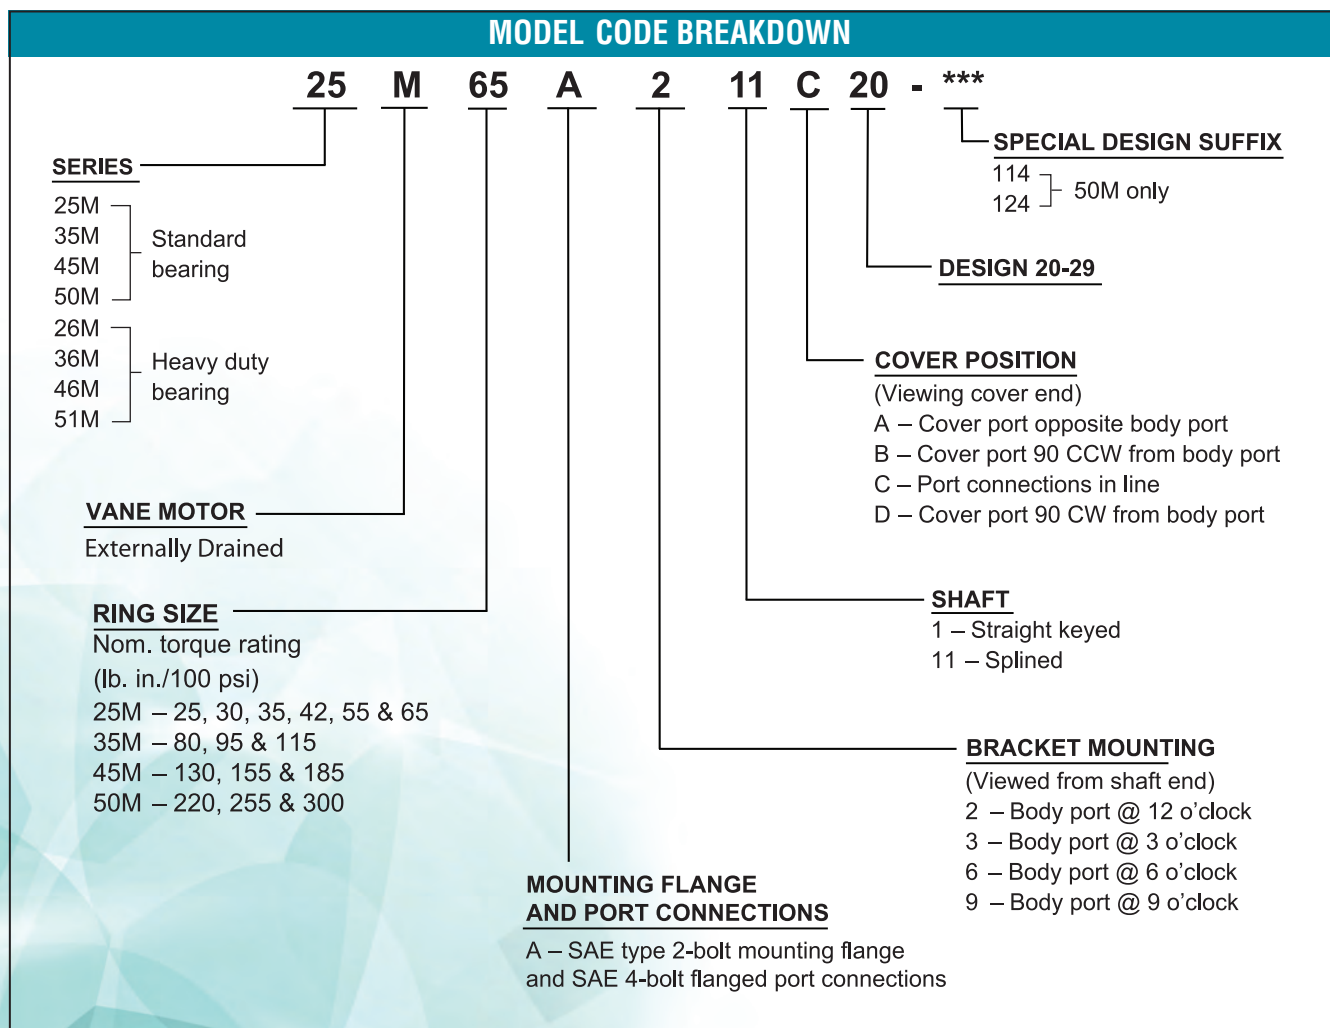 MODEL CODE BREAKDOWN
25 M 65 A 2 11 C 20 - ***
SPECIAL DESIGN SUFFIX
114
124
50M only
SERIES
25M
35M
45M
50M
Standard
bearing
26M
36M
46M
51M
Heavy duty
bearing
DESIGN 20-29
COVER POSITION
(Viewing cover end)
A – Cover port opposite body port
B – Cover port 90 CCW from body port
C – Port connections in line
D – Cover port 90 CW from body port
VANE MOTOR
Externally Drained
RING SIZE
Nom. torque rating
(lb. in./100 psi)
25M – 25, 30, 35, 42, 55 & 65
35M – 80, 95 & 115
45M – 130, 155 & 185
50M – 220, 255 & 300
SHAFT
1 – Straight keyed
11 – Splined
BRACKET MOUNTING
(Viewed from shaft end)
2 – Body port @ 12 o’clock
3 – Body port @ 3 o’clock
6 – Body port @ 6 o’clock
9 – Body port @ 9 o’clock
MOUNTING FLANGE
AND PORT CONNECTIONS
A – SAE type 2-bolt mounting flange
and SAE 4-bolt flanged port connections